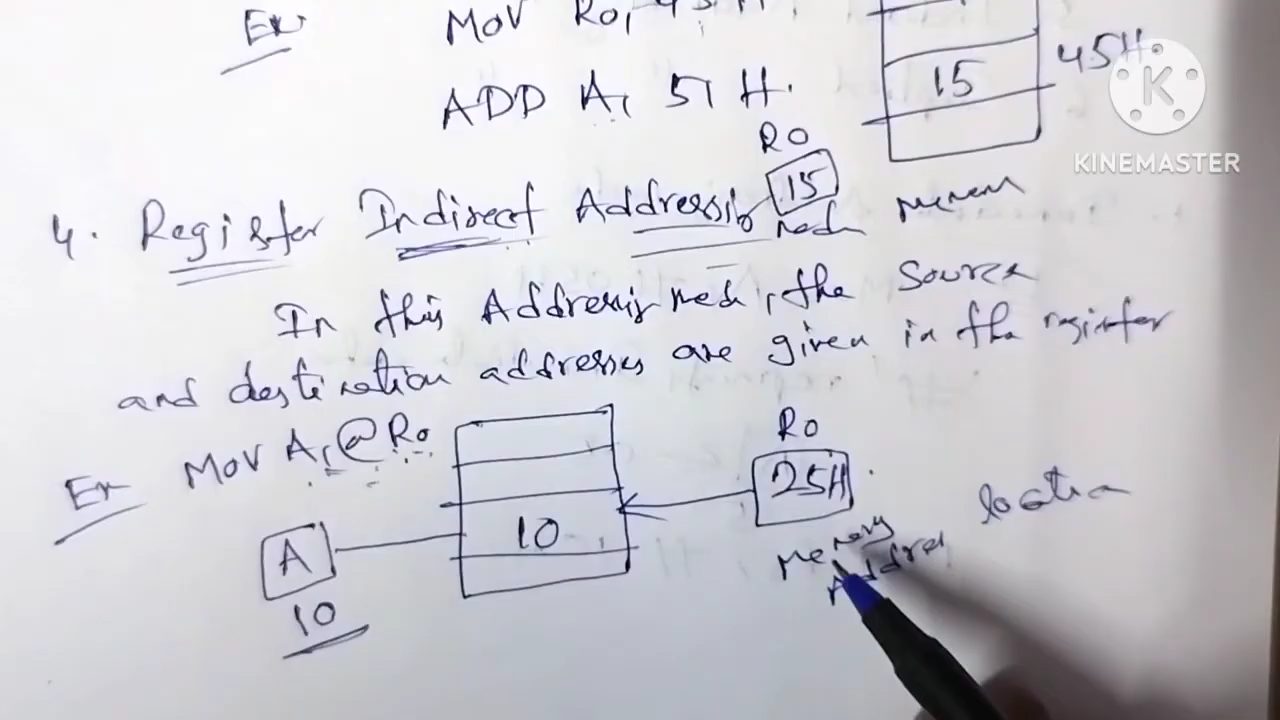 Ex MOV R0, 45H
ADD A, 51 H.
15 45H
KINEMASTER
R0
15
4. Register Indirect Addressing
mode
In this Addressing mode, the Source
and destination addresses are given in the register
Ex MOV A, @R0
R0
25H
10
A
10
memory location
Address